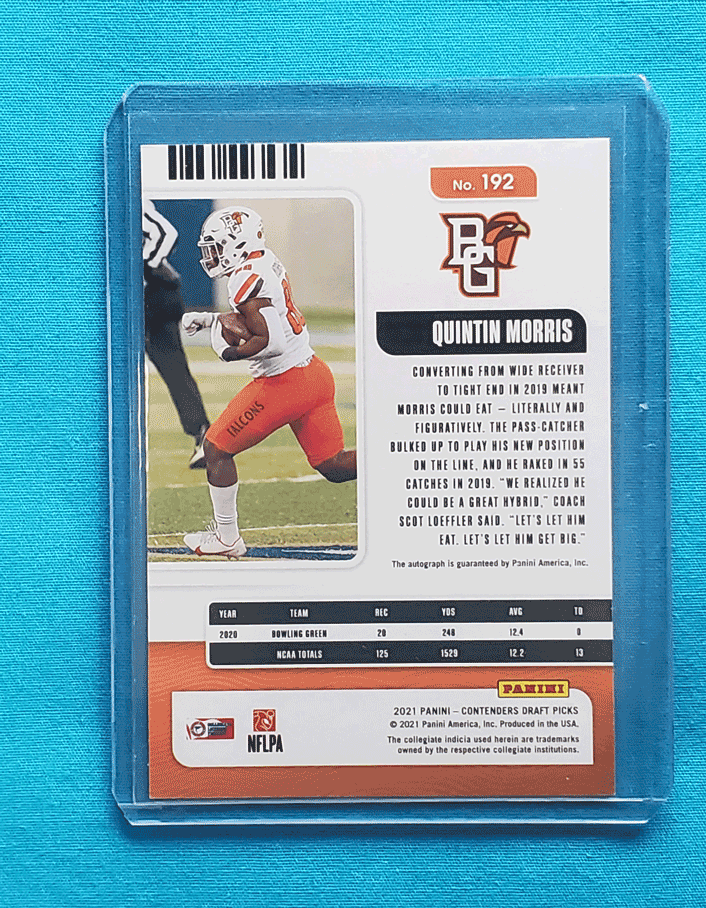 No. 192
BG
QUINTIN MORRIS
CONVERTING FROM WIDE RECEIVER
TO TIGHT END IN 2019 MEANT
MORRIS COULD EAT – LITERALLY AND
FIGURATIVELY. THE PASS-CATCHER
BULKED UP TO PLAY HIS NEW POSITION
ON THE LINE, AND HE RAKED IN 55
CATCHES IN 2019. "WE REALIZED HE
COULD BE A GREAT HYBRID," COACH
SCOT LOEFFLER SAID. "LET'S LET HIM
EAT. LET'S LET HIM GET BIG."
The autograph is guaranteed by Panini America, Inc.
FALCONS
YEAR TEAM REC YDS AVG TD
2020 BOWLING GREEN 20 248 12.4 0
NCAA TOTALS 125 1529 12.2 13
PANINI
2021 PANINI – CONTENDERS DRAFT PICKS
© 2021 Panini America, Inc. Produced in the USA.
The collegiate indicia used herein are trademarks
owned by the respective collegiate institutions.
NFLPA